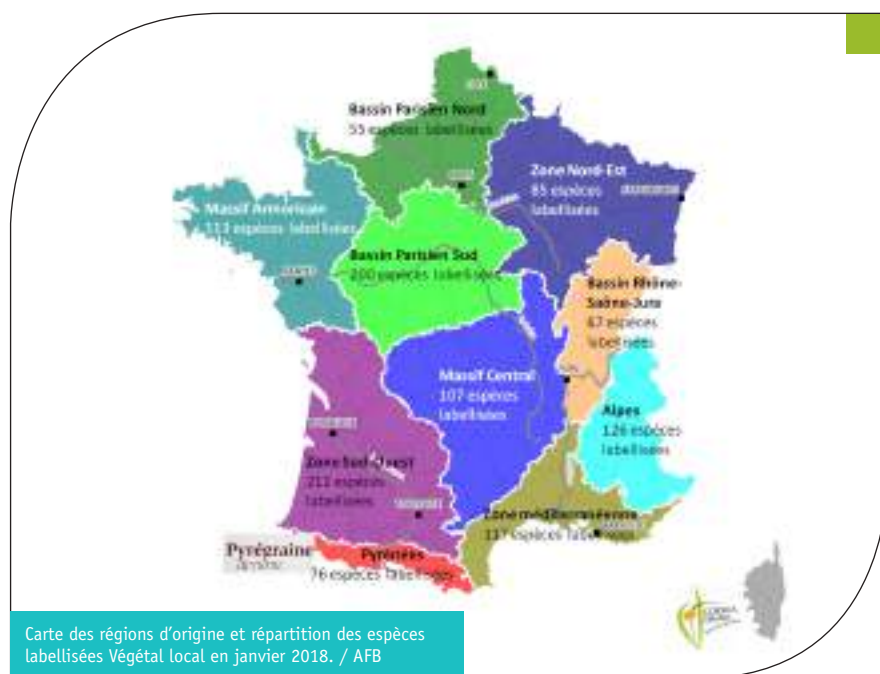 Bassin Parisien Nord
55 espèces labellisées
Zone Nord-Est
85 espèces
labellisées
Massif Armoricain
113 espèces labellisées
Bassin Parisien Sud
200 espèces labellisées
Bassin Rhône-
Saône-Jura
67 espèces
labellisées
Massif Central
107 espèces
labellisées
Alpes
126 espèces
labellisées
Zone Sud-Ouest
espèces
labellisées
Zone méditerranéenne
espèces labellisées
Pyrégraine
Pyrénées
76 espèces labellisées
Carte des régions d'origine et répartition des espèces
labellisées Végétal local en janvier 2018. / AFB